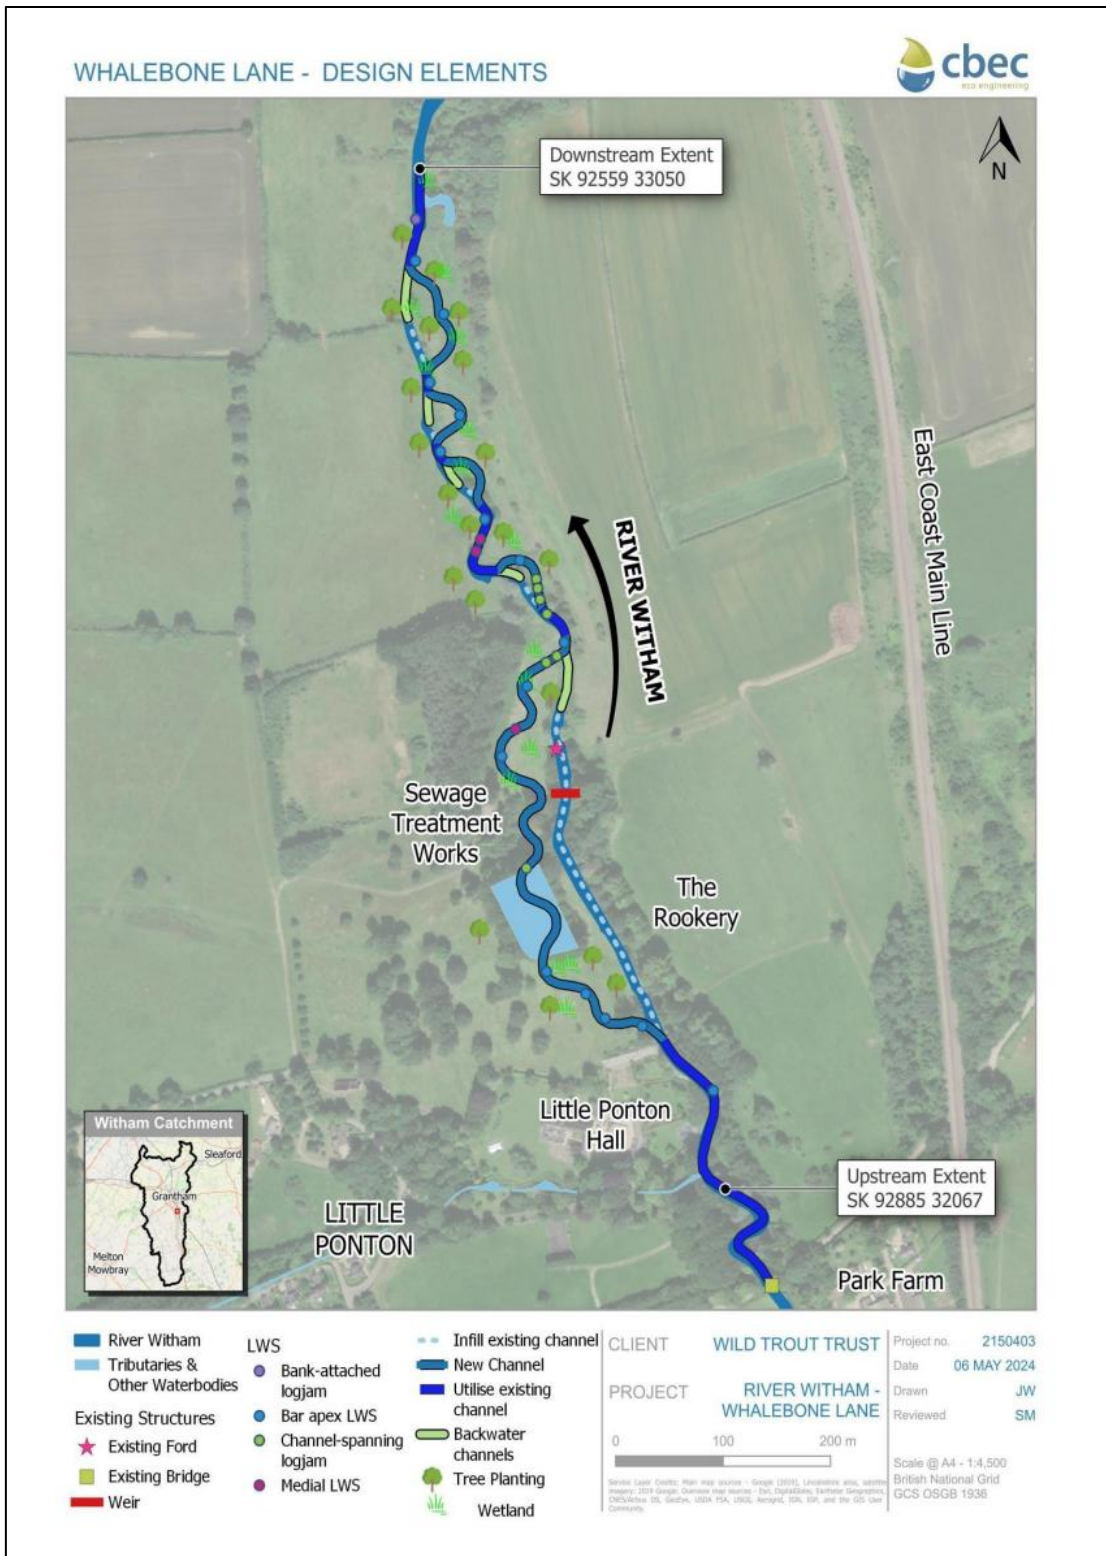 WHALEBONE LANE - DESIGN ELEMENTS
cbec
eco engineering
Downstream Extent
SK 92559 33050
N
East Coast Main Line
RIVER WITHAM
Sewage
Treatment
Works
The
Rookery
Little Ponton
Hall
Upstream Extent
SK 92885 32067
LITTLE
PONTON
Park Farm
Witham Catchment
Sleaford
Grantham
Melton
Mowbray
River Witham
Tributaries &
Other Waterbodies
Existing Structures
Existing Ford
Existing Bridge
Weir
LWS
Bank-attached
logjam
Bar apex LWS
Channel-spanning
logjam
Medial LWS
Infill existing channel
New Channel
Utilise existing
channel
Backwater
channels
Tree Planting
Wetland
CLIENT WILD TROUT TRUST
PROJECT RIVER WITHAM -
WHALEBONE LANE
0 100 200 m
Project no. 2150403
Date 06 MAY 2024
Drawn JW
Reviewed SM
Scale @ A4 - 1:4,500
British National Grid
GCS OSGB 1936